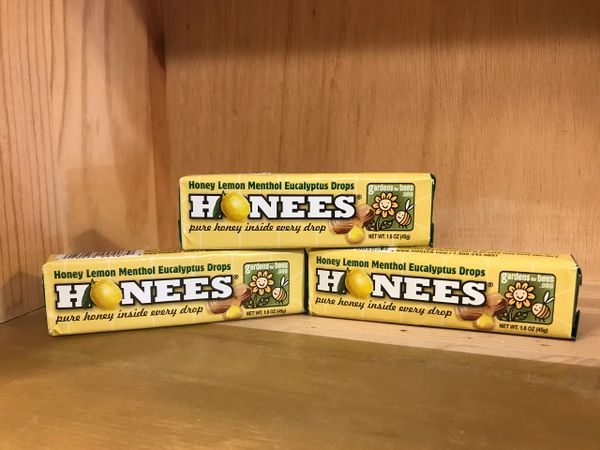 Honey Lemon Menthol Eucalyptus Drops
HONEES®
pure honey inside every drop
gardens for bees
.org
NET WT. 1.6 OZ (45g)
Honey Lemon Menthol Eucalyptus Drops
HONEES®
pure honey inside every drop
gardens for bees
.org
NET WT. 1.6 OZ (45g)
Honey Lemon Menthol Eucalyptus Drops
HONEES®
pure honey inside every drop
gardens for bees
.org
NET WT. 1.6 OZ (45g)